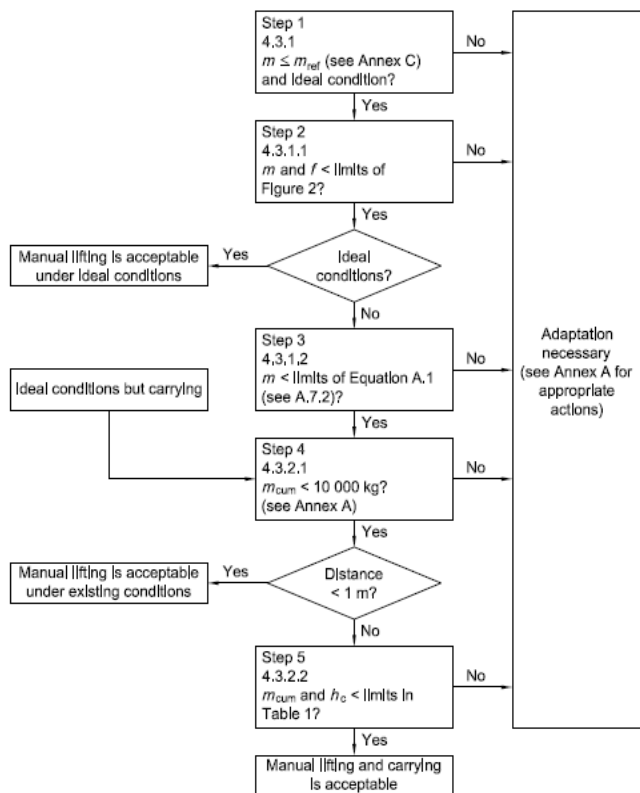 Step 1
4.3.1
m ≤ mref (see Annex C)
and ideal condition?
No
Yes
Step 2
4.3.1.1
m and f < limits of
Figure 2?
No
Yes
Manual lifting is acceptable
under ideal conditions
Yes
Ideal
conditions?
No
Step 3
4.3.1.2
m < limits of Equation A.1
(see A.7.2)?
No
Yes
Adaptation
necessary
(see Annex A for
appropriate
actions)
Ideal conditions but carrying
Step 4
4.3.2.1
mcum < 10 000 kg?
(see Annex A)
No
Yes
Manual lifting is acceptable
under existing conditions
Yes
Distance
< 1 m?
No
Step 5
4.3.2.2
mcum and hc < limits in
Table 1?
No
Yes
Manual lifting and carrying
is acceptable